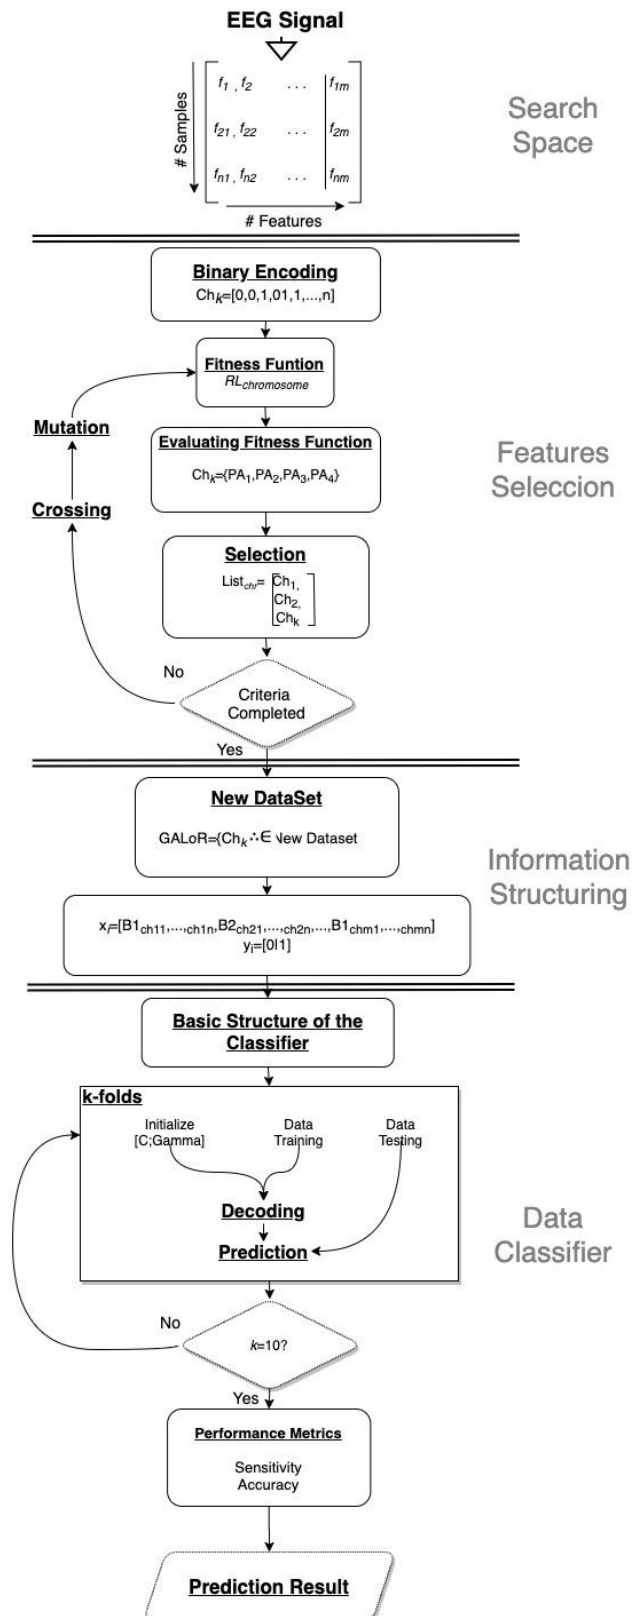 EEG Signal
# Samples
f1 , f2 ... f1m
f21, f22 ... f2m
fn1 , fn2 ... fnm
# Features
Search
Space
Binary Encoding
Chk=[0,0,1,01,1,...,n]
Fitness Funtion
RLchromosome
Mutation
Evaluating Fitness Function
Chk={PA1,PA2,PA3,PA4}
Crossing
Features
Seleccion
Selection
Listchr= Ch1,
Ch2,
Chk
No
Criteria
Completed
Yes
New DataSet
GALoR={Chk ∴∈ New Dataset
Information
Structuring
xi=[B1ch11,...,ch1n,B2ch21,...,ch2n,...,B1chm1,...,chmn]
yi=[0|1]
Basic Structure of the
Classifier
k-folds
Initialize
[C;Gamma]
Data
Training
Data
Testing
Decoding
Prediction
Data
Classifier
No
k=10?
Yes
Performance Metrics
Sensitivity
Accuracy
Prediction Result